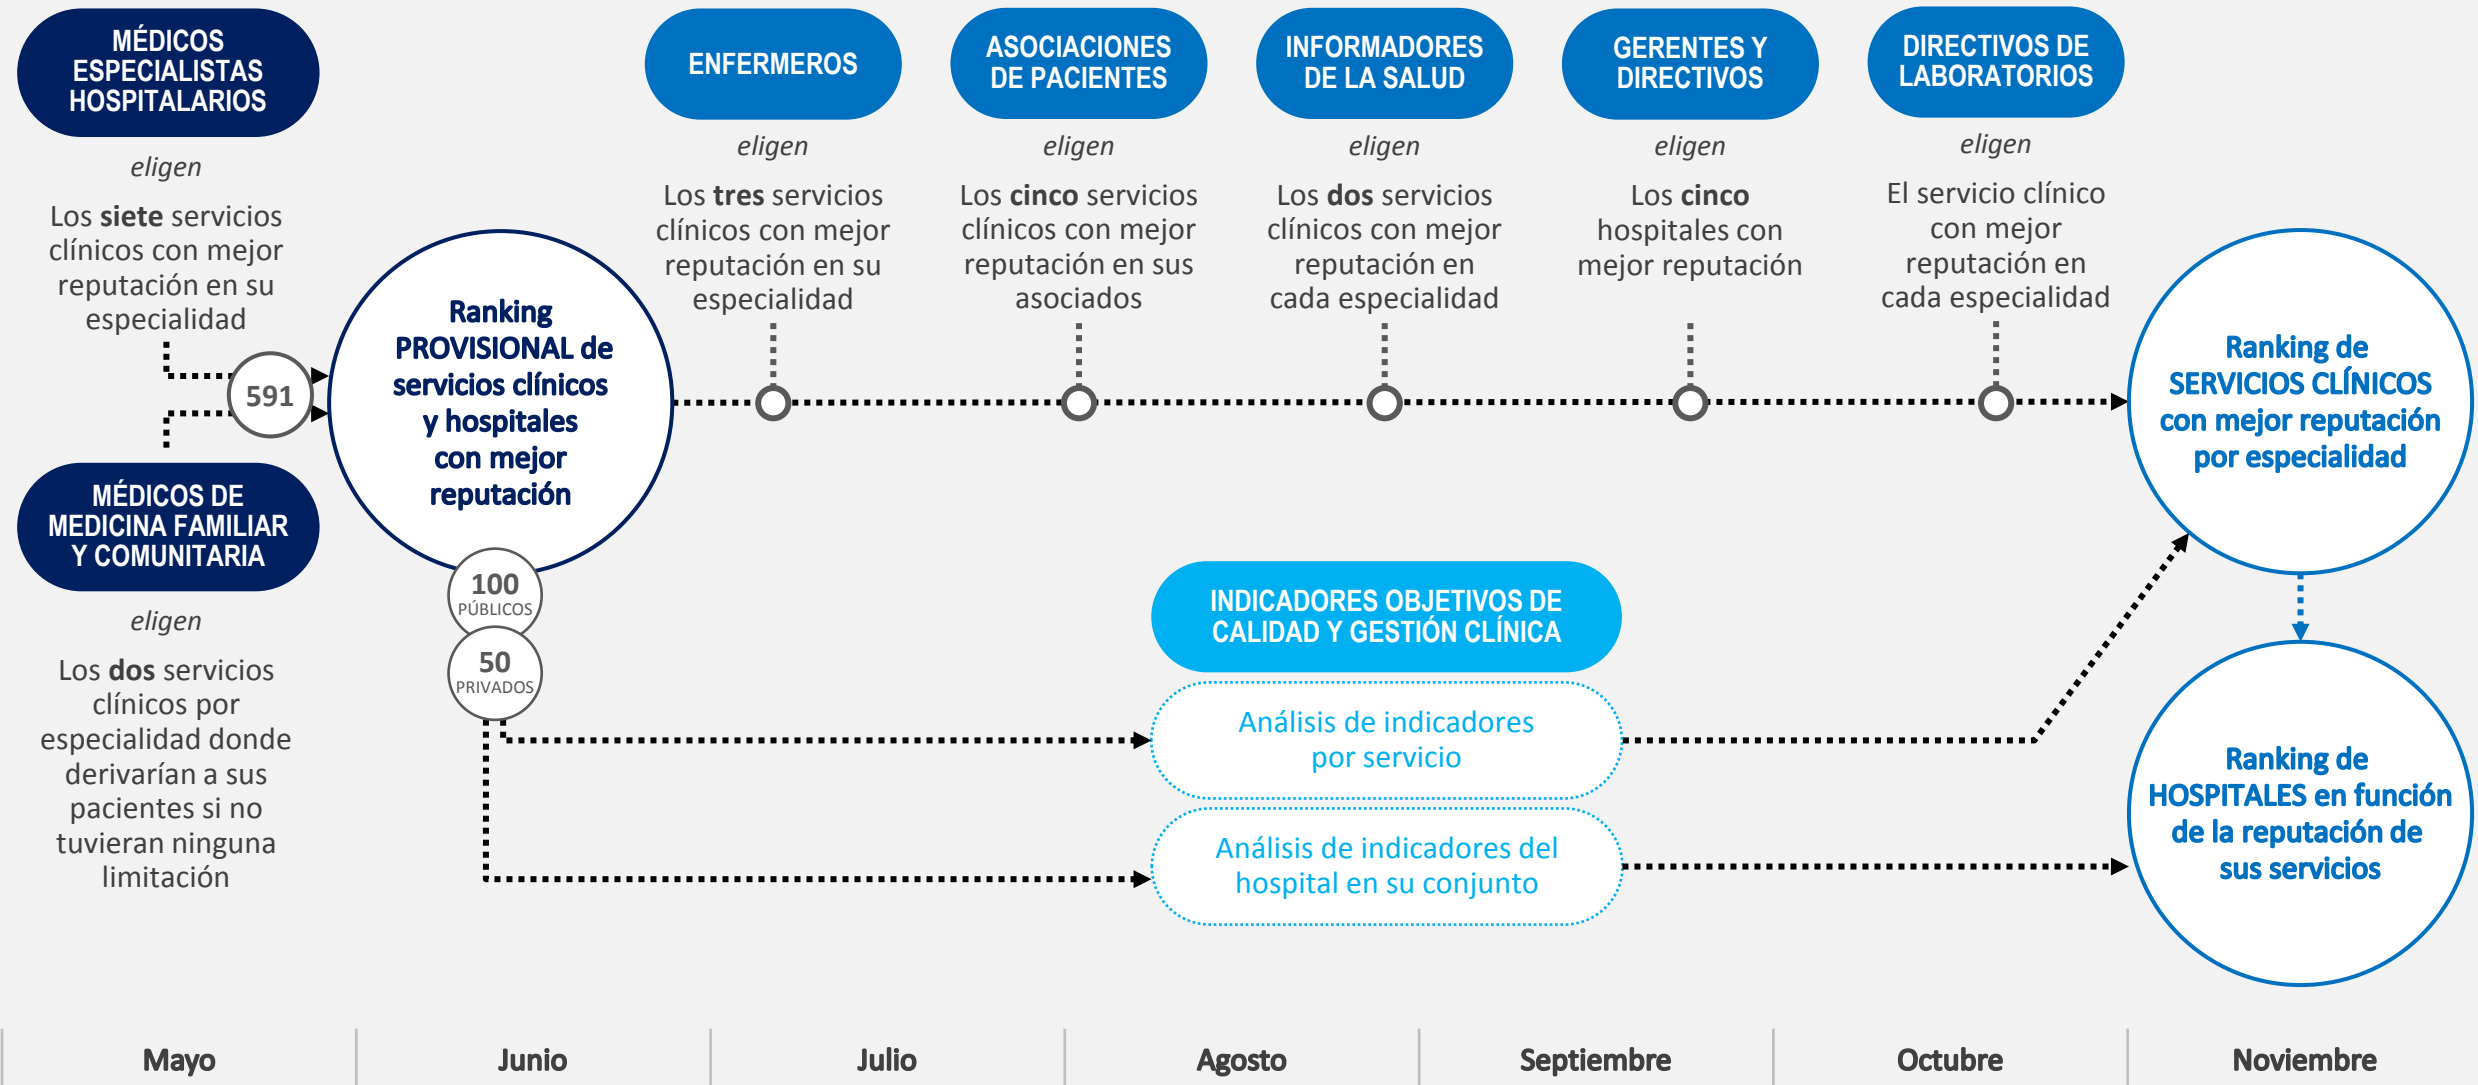 MÉDICOS
ESPECIALISTAS
HOSPITALARIOS
eligen
Los siete servicios
clínicos con mejor
reputación en su
especialidad
591
MÉDICOS DE
MEDICINA FAMILIAR
Y COMUNITARIA
eligen
Los dos servicios
clínicos por
especialidad donde
derivarían a sus
pacientes si no
tuvieran ninguna
limitación
Ranking
PROVISIONAL de
servicios clínicos
y hospitales
con mejor
reputación
100
PÚBLICOS
50
PRIVADOS
ENFERMEROS
eligen
Los tres servicios
clínicos con mejor
reputación en su
especialidad
ASOCIACIONES
DE PACIENTES
eligen
Los cinco servicios
clínicos con mejor
reputación en sus
asociados
INFORMADORES
DE LA SALUD
eligen
Los dos servicios
clínicos con mejor
reputación en
cada especialidad
GERENTES Y
DIRECTIVOS
eligen
Los cinco
hospitales con
mejor reputación
DIRECTIVOS DE
LABORATORIOS
eligen
El servicio clínico
con mejor
reputación en
cada especialidad
INDICADORES OBJETIVOS DE
CALIDAD Y GESTIÓN CLÍNICA
Análisis de indicadores
por servicio
Análisis de indicadores del
hospital en su conjunto
Ranking de
SERVICIOS CLÍNICOS
con mejor reputación
por especialidad
Ranking de
HOSPITALES en función
de la reputación de
sus servicios
Mayo
Junio
Julio
Agosto
Septiembre
Octubre
Noviembre